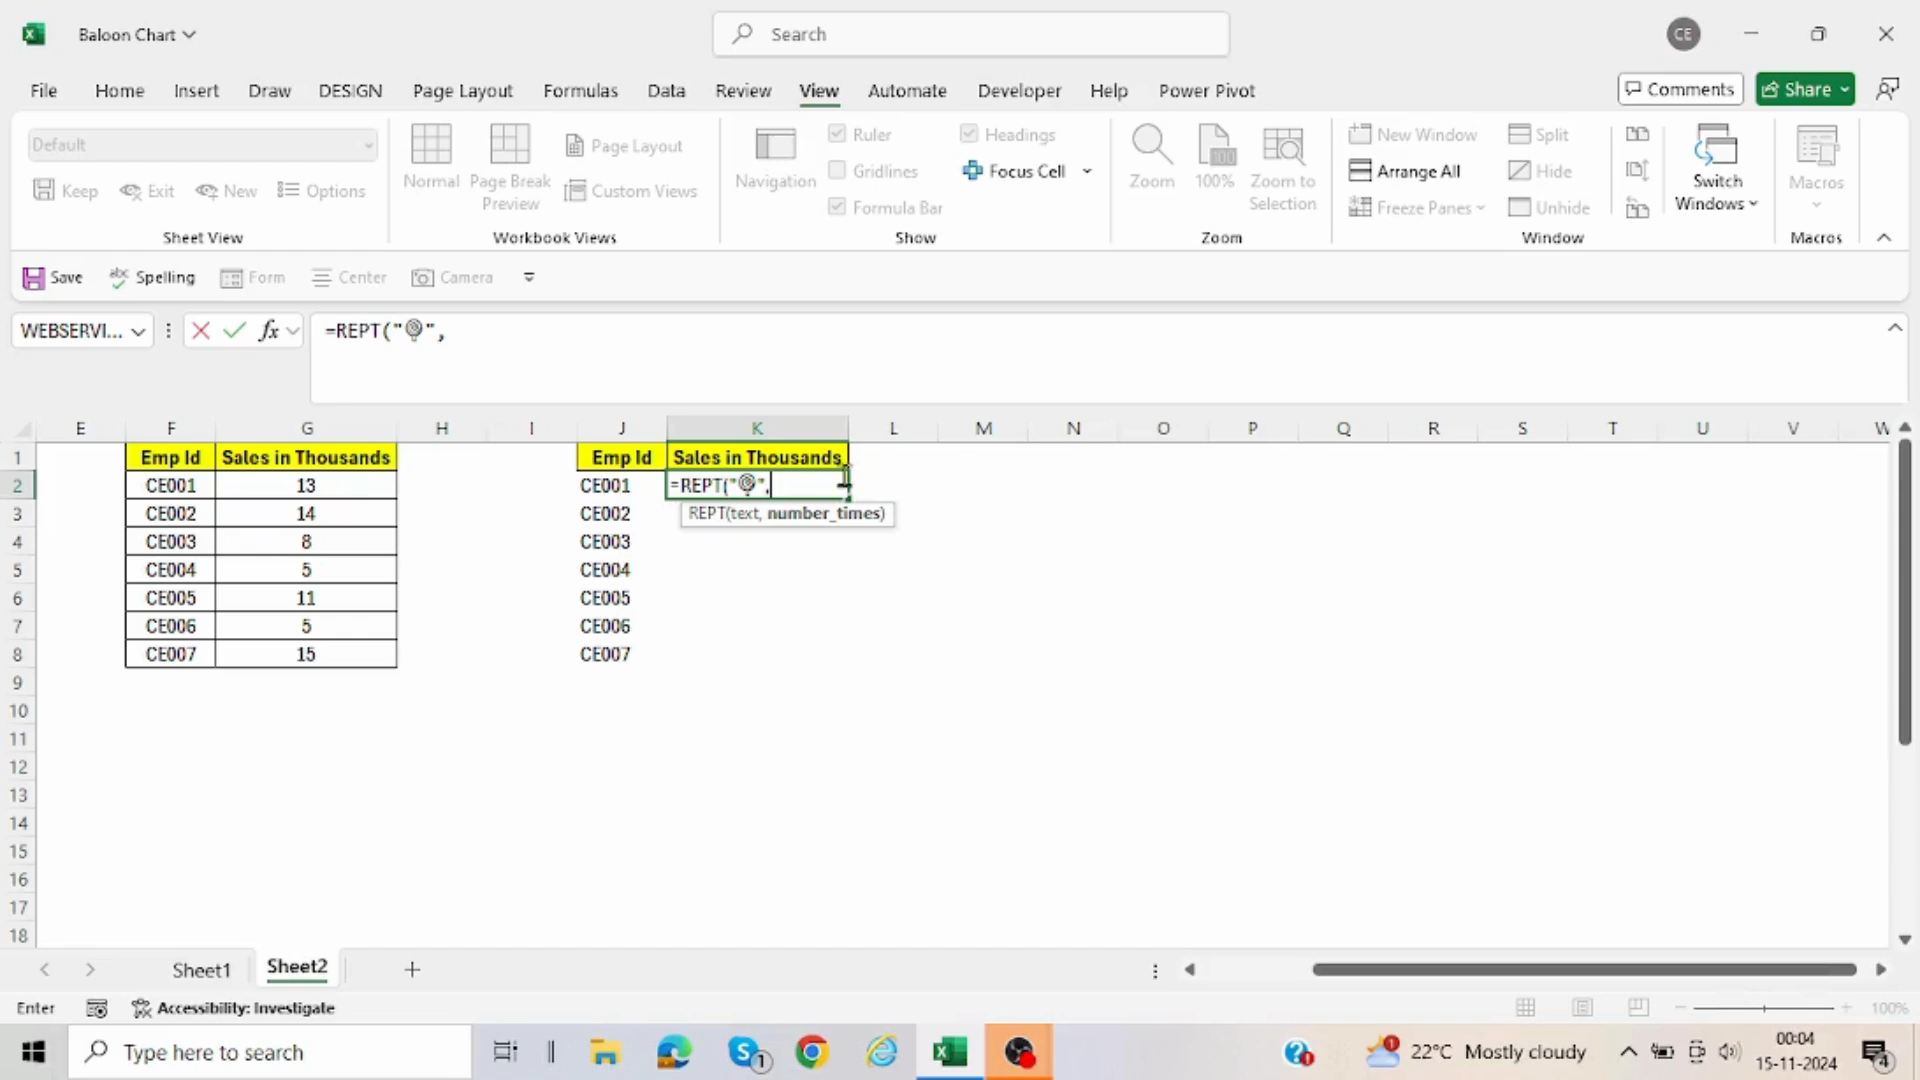 Baloon Chart
Search
CE
File Home Insert Draw DESIGN Page Layout Formulas Data Review View Automate Developer Help Power Pivot
Comments Share
Default
Keep Exit New Options
Sheet View
Normal Page Break Preview Page Layout
Custom Views
Workbook Views
Navigation Ruler Headings
Gridlines Focus Cell
Formula Bar
Show
Zoom 100% Zoom to Selection
Zoom
New Window Split
Arrange All Hide
Freeze Panes Unhide
Switch Windows
Window
Macros
Macros
Save Spelling Form Center Camera
WEBSERVI... fx =REPT("🎈",
E F G H I J K L M N O P Q R S T U V W
1 Emp Id Sales in Thousands Emp Id Sales in Thousands
2 CE001 13 CE001 =REPT("🎈",
REPT(text, number_times)
3 CE002 14 CE002
4 CE003 8 CE003
5 CE004 5 CE004
6 CE005 11 CE005
7 CE006 5 CE006
8 CE007 15 CE007
9
10
11
12
13
14
15
16
17
18
Sheet1 Sheet2
Enter Accessibility: Investigate 100%
Type here to search 1 1 22°C Mostly cloudy 00:04
15-11-2024 4